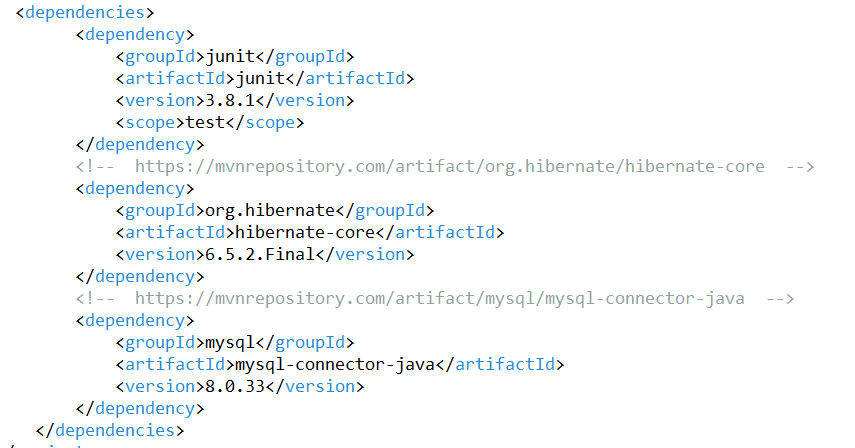 <dependencies>
<dependency>
<groupId>junit</groupId>
<artifactId>junit</artifactId>
<version>3.8.1</version>
<scope>test</scope>
</dependency>
<!--  https://mvnrepository.com/artifact/org.hibernate/hibernate-core  -->
<dependency>
<groupId>org.hibernate</groupId>
<artifactId>hibernate-core</artifactId>
<version>6.5.2.Final</version>
</dependency>
<!--  https://mvnrepository.com/artifact/mysql/mysql-connector-java  -->
<dependency>
<groupId>mysql</groupId>
<artifactId>mysql-connector-java</artifactId>
<version>8.0.33</version>
</dependency>
</dependencies>